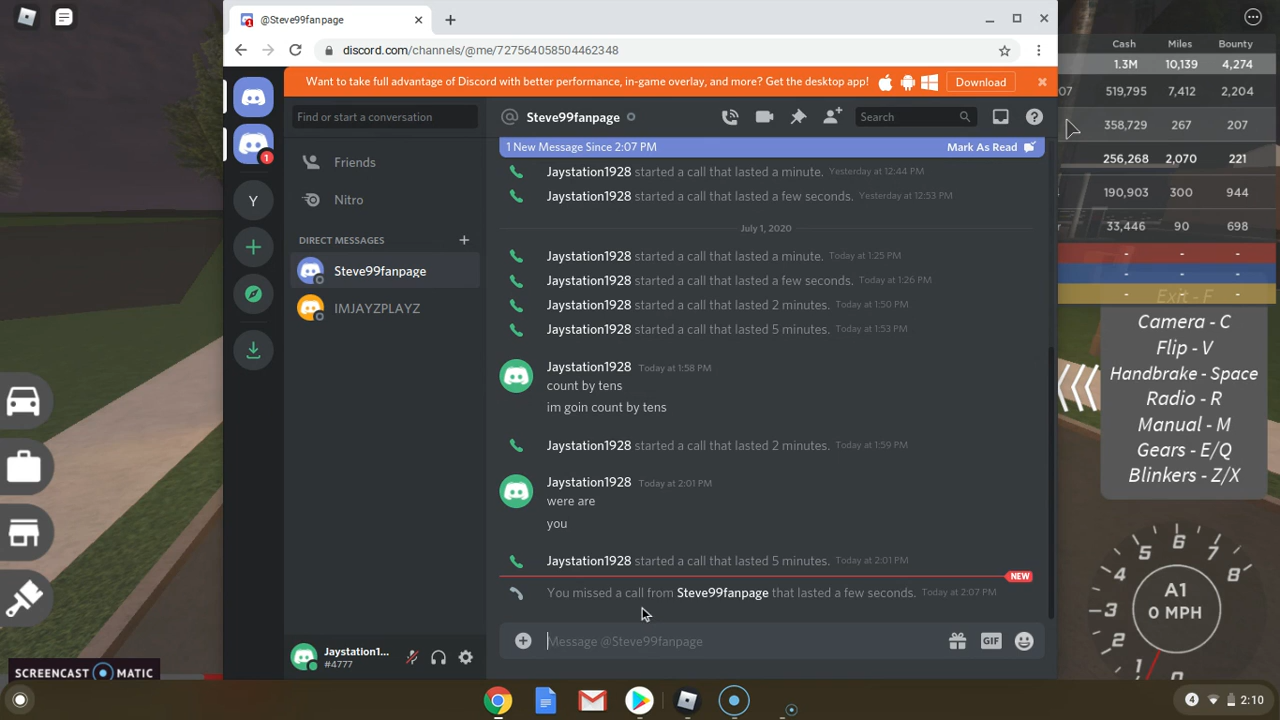 @Steve99fanpage
discord.com/channels/@me/727564058504462348
Want to take full advantage of Discord with better performance, in-game overlay, and more? Get the desktop app!
Download
Find or start a conversation
Friends
Nitro
DIRECT MESSAGES
Steve99fanpage
IMJAYZPLAYZ
Jaystation1...
#4777
1
Y
Steve99fanpage
Search
1 New Message Since 2:07 PM
Mark As Read
Jaystation1928 started a call that lasted a minute. Yesterday at 12:44 PM
Jaystation1928 started a call that lasted a few seconds. Yesterday at 12:53 PM
July 1, 2020
Jaystation1928 started a call that lasted a minute. Today at 1:25 PM
Jaystation1928 started a call that lasted a few seconds. Today at 1:26 PM
Jaystation1928 started a call that lasted 2 minutes. Today at 1:50 PM
Jaystation1928 started a call that lasted 5 minutes. Today at 1:53 PM
Jaystation1928 Today at 1:58 PM
count by tens
im goin count by tens
Jaystation1928 started a call that lasted 2 minutes. Today at 1:59 PM
Jaystation1928 Today at 2:01 PM
were are
you
Jaystation1928 started a call that lasted 5 minutes. Today at 2:01 PM
NEW
You missed a call from Steve99fanpage that lasted a few seconds. Today at 2:07 PM
Message @Steve99fanpage
GIF
Cash Miles Bounty
1.3M 10,139 4,274
519,795 7,412 2,204
358,729 267 207
256,268 2,070 221
190,903 300 944
33,446 90 698
- - -
- - -
- - -
Exit - F
Camera - C
Flip - V
Handbrake - Space
Radio - R
Manual - M
Gears - E/Q
Blinkers - Z/X
1 2 3 4 5 6 7 8
A1
0 MPH
SCREENCAST MATIC
4
2:10